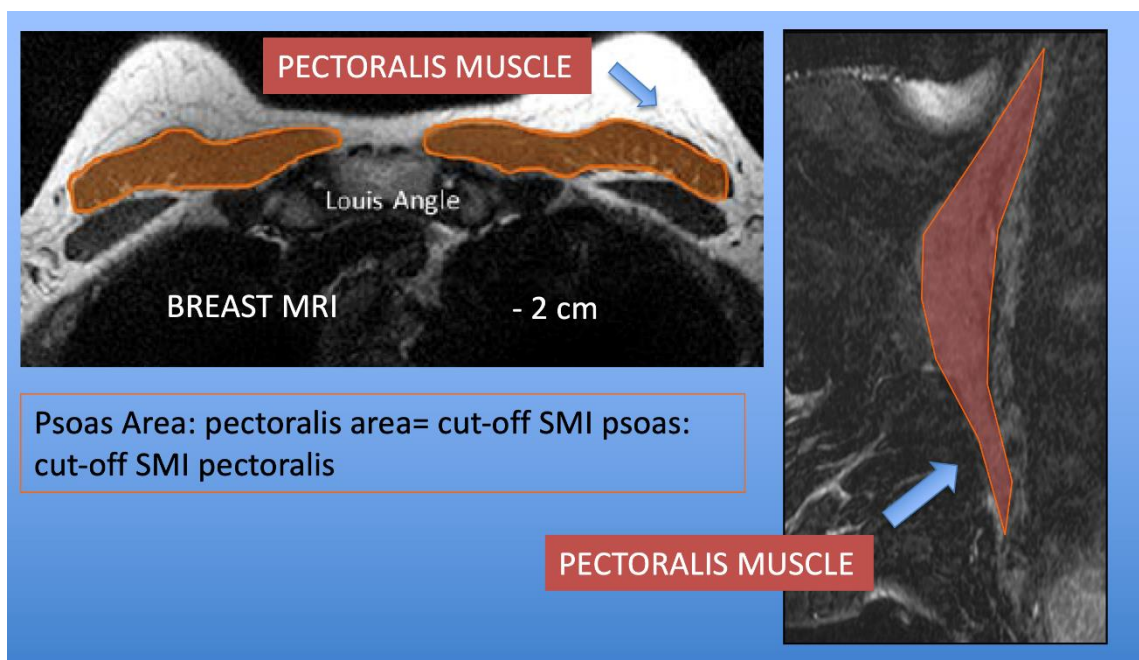 PECTORALIS MUSCLE
Louis Angle
BREAST MRI
- 2 cm
Psoas Area: pectoralis area= cut-off SMI psoas:
cut-off SMI pectoralis
PECTORALIS MUSCLE